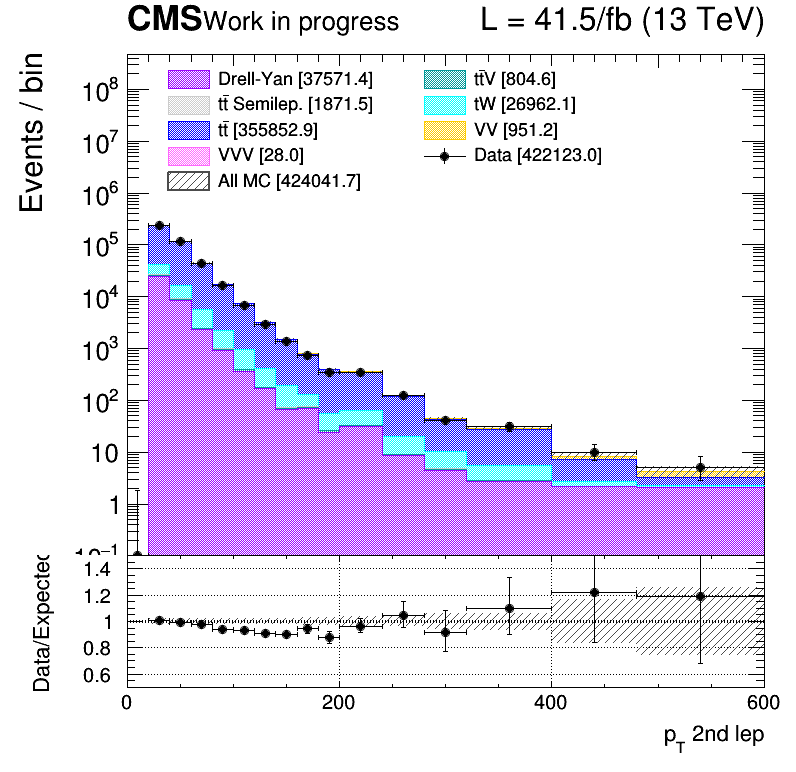 CMS Work in progress L = 41.5/fb (13 TeV)
Events / bin
Drell-Yan [37571.4] tt̄V [804.6]
tt̄ Semilep. [1871.5] tW [26962.1]
tt̄ [355852.9] VV [951.2]
VVV [28.0] Data [422123.0]
All MC [424041.7]
10⁸
10⁷
10⁶
10⁵
10⁴
10³
10²
10
1
10⁻¹
Data/Expected
1.4
1.2
1
0.8
0.6
0 200 400 600
p_T 2nd lep